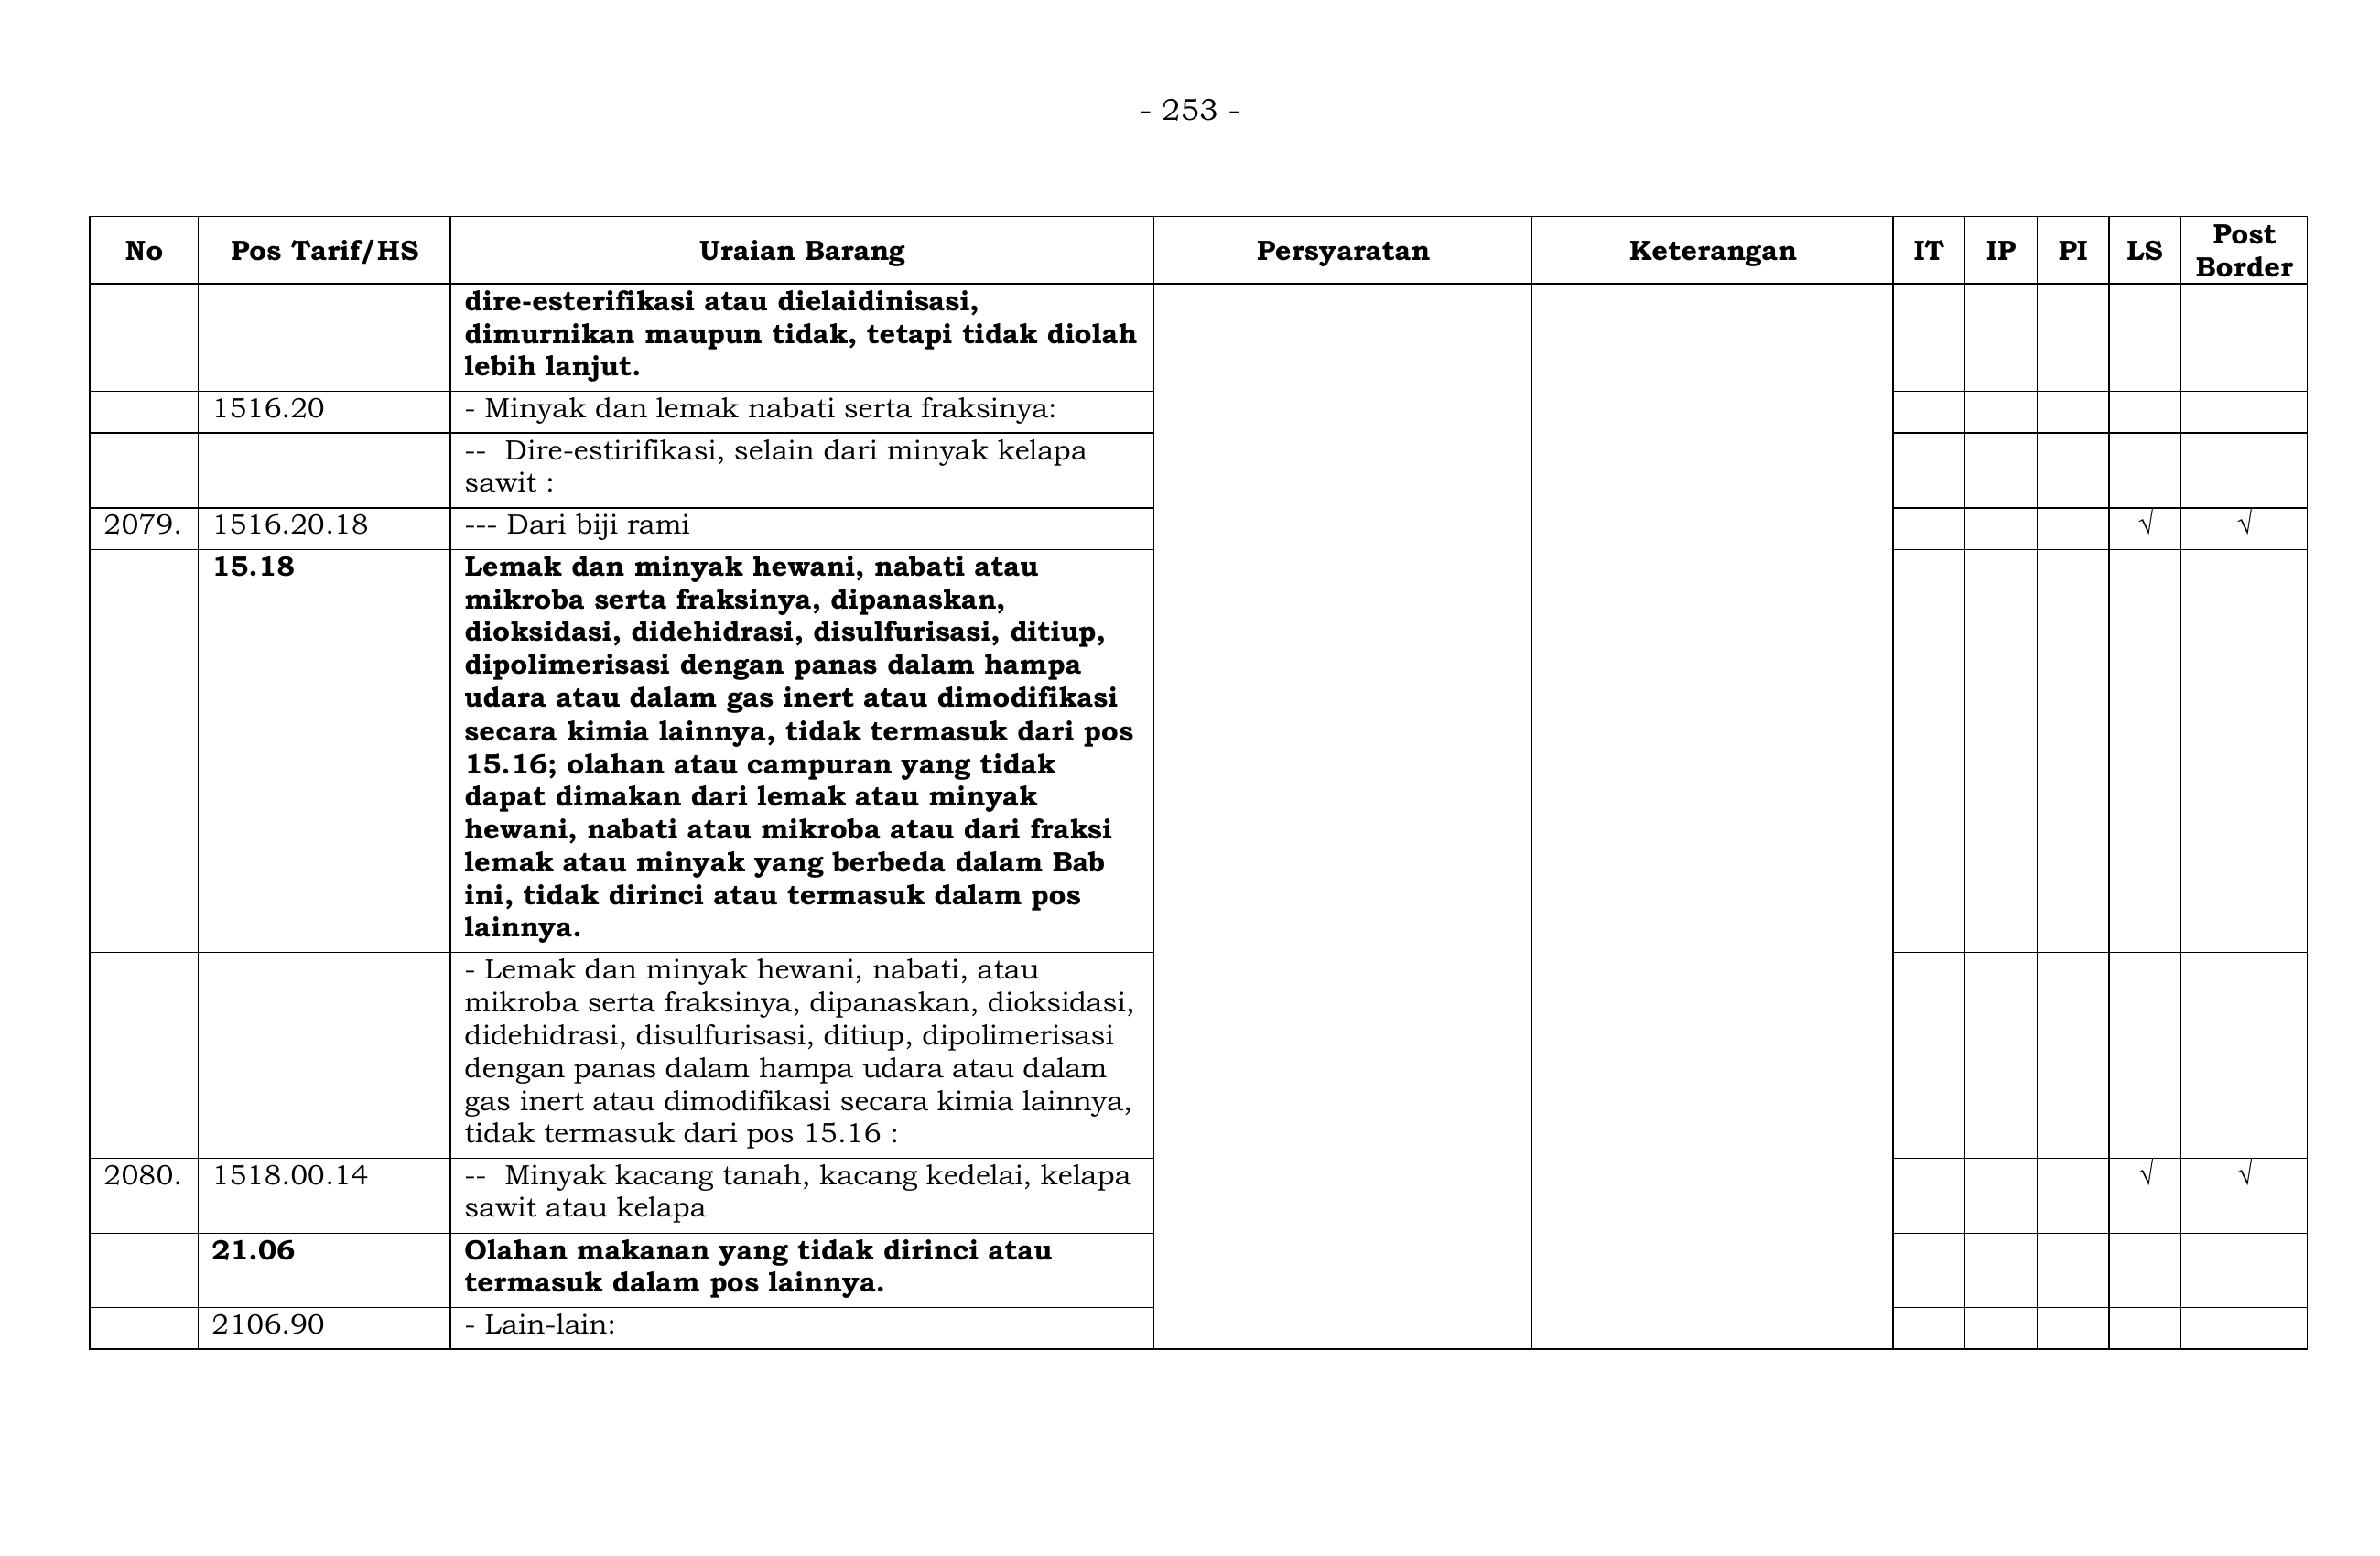 - 253 -
No Pos Tarif/HS Uraian Barang Persyaratan Keterangan IT IP PI LS Post Border
dire-esterifikasi atau dielaidinisasi,
dimurnikan maupun tidak, tetapi tidak diolah
lebih lanjut.
1516.20 - Minyak dan lemak nabati serta fraksinya:
-- Dire-estirifikasi, selain dari minyak kelapa
sawit :
2079. 1516.20.18 --- Dari biji rami √ √
15.18 Lemak dan minyak hewani, nabati atau
mikroba serta fraksinya, dipanaskan,
dioksidasi, didehidrasi, disulfurisasi, ditiup,
dipolimerisasi dengan panas dalam hampa
udara atau dalam gas inert atau dimodifikasi
secara kimia lainnya, tidak termasuk dari pos
15.16; olahan atau campuran yang tidak
dapat dimakan dari lemak atau minyak
hewani, nabati atau mikroba atau dari fraksi
lemak atau minyak yang berbeda dalam Bab
ini, tidak dirinci atau termasuk dalam pos
lainnya.
- Lemak dan minyak hewani, nabati, atau
mikroba serta fraksinya, dipanaskan, dioksidasi,
didehidrasi, disulfurisasi, ditiup, dipolimerisasi
dengan panas dalam hampa udara atau dalam
gas inert atau dimodifikasi secara kimia lainnya,
tidak termasuk dari pos 15.16 :
2080. 1518.00.14 -- Minyak kacang tanah, kacang kedelai, kelapa √ √
sawit atau kelapa
21.06 Olahan makanan yang tidak dirinci atau
termasuk dalam pos lainnya.
2106.90 - Lain-lain: